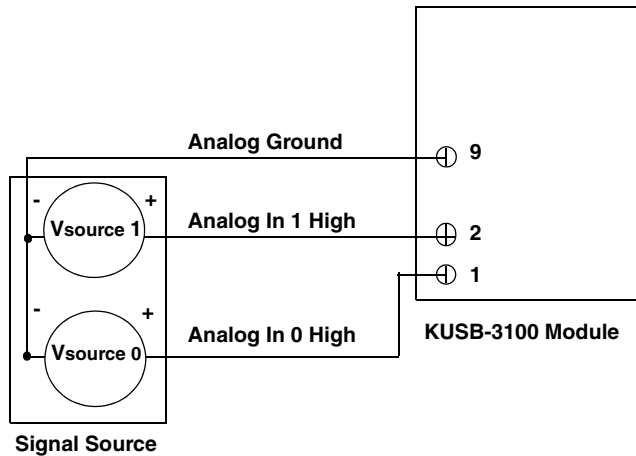 Analog Ground
9
- +
Vsource 1
Analog In 1 High
2
1
- +
Vsource 0
Analog In 0 High
KUSB-3100 Module
Signal Source